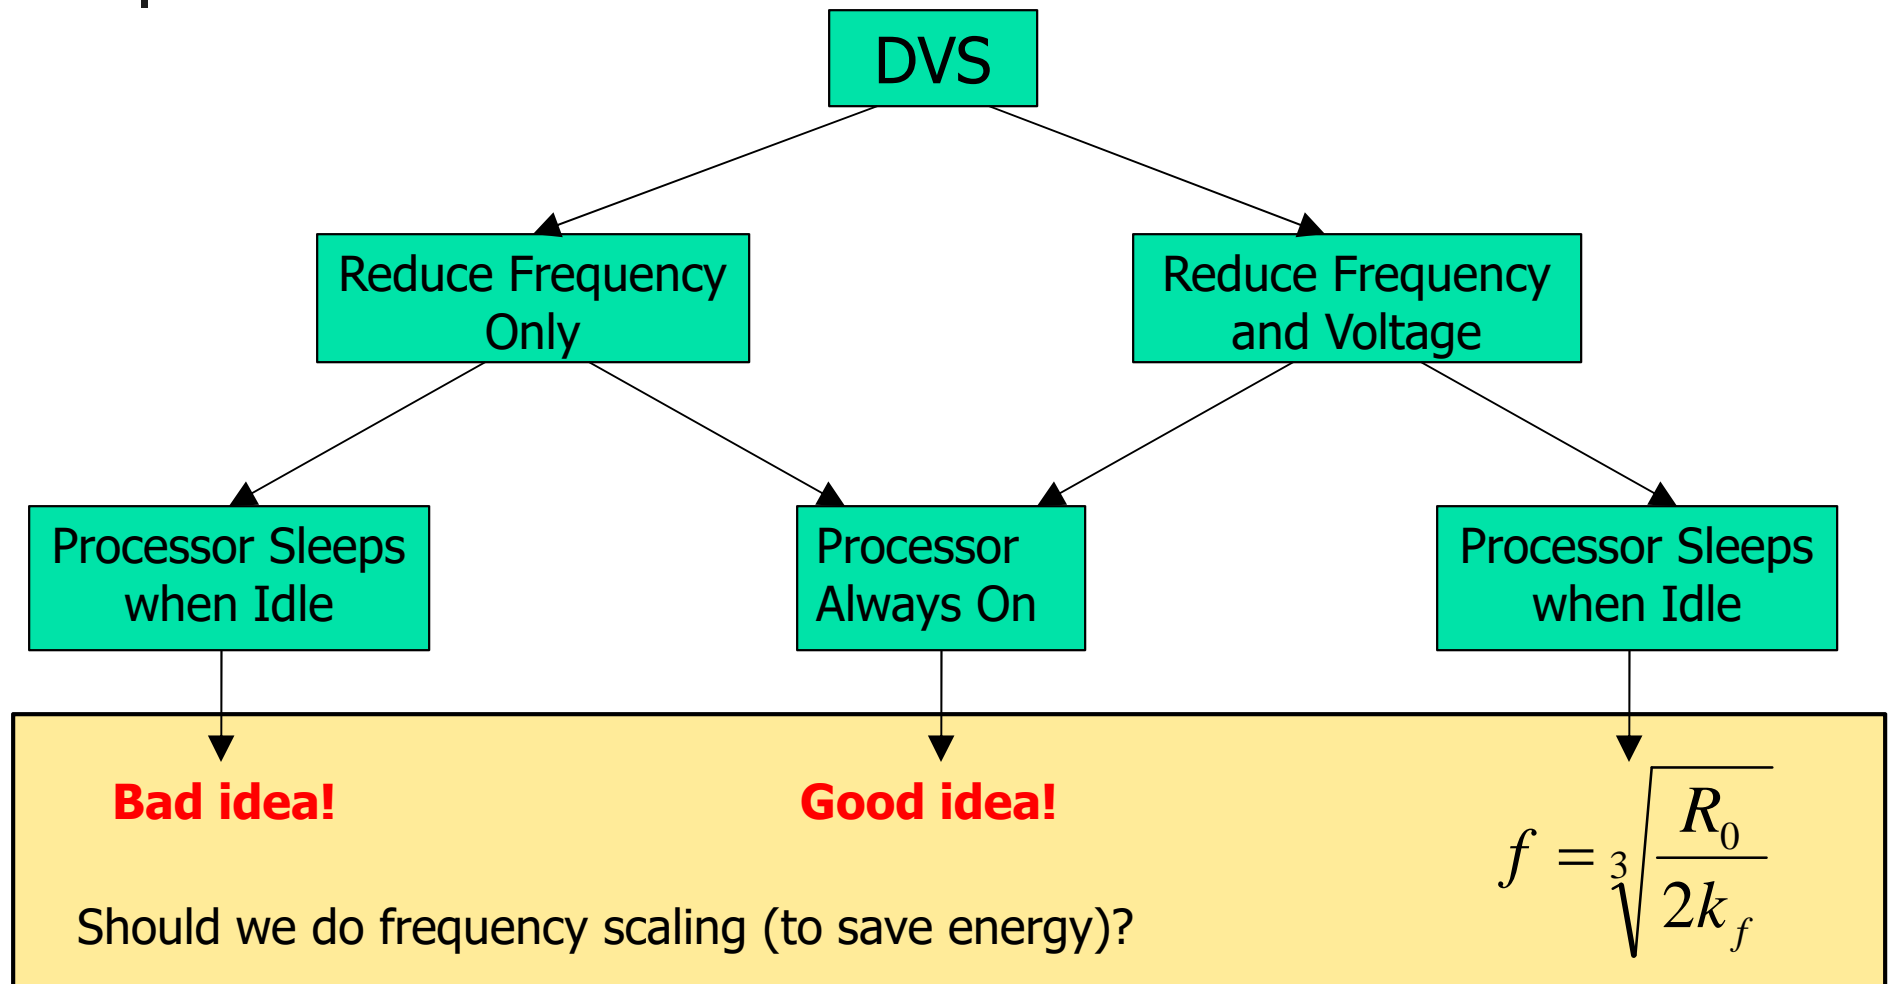 DVS
Reduce Frequency
Only
Reduce Frequency
and Voltage
Processor Sleeps
when Idle
Processor
Always On
Processor Sleeps
when Idle
Bad idea!
Good idea!
f = ∛(R₀ / 2k_f)
Should we do frequency scaling (to save energy)?